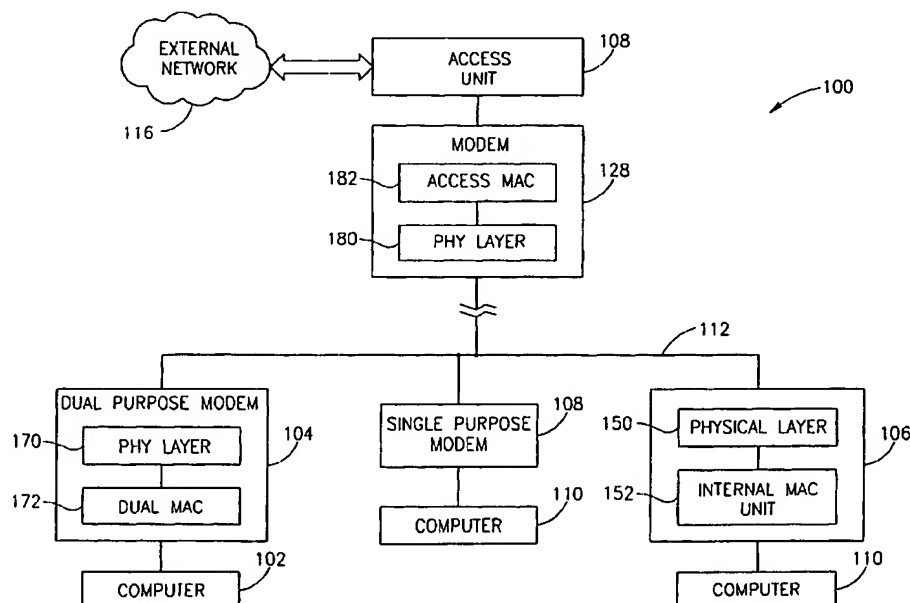 EXTERNAL
NETWORK
116
ACCESS
UNIT
108
100
MODEM
182
ACCESS MAC
180
PHY LAYER
128
112
DUAL PURPOSE MODEM
170
PHY LAYER
172
DUAL MAC
104
COMPUTER
102
SINGLE PURPOSE
MODEM
108
COMPUTER
110
150
PHYSICAL LAYER
152
INTERNAL MAC
UNIT
106
COMPUTER
110